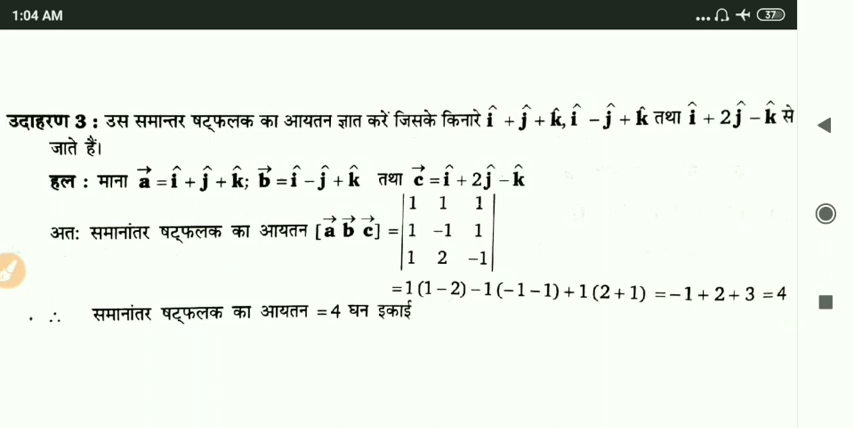 1:04 AM ... 37
उदाहरण 3 : उस समान्तर षट्फलक का आयतन ज्ञात करें जिसके किनारे î + ĵ + k̂, î − ĵ + k̂ तथा î + 2ĵ − k̂ से
जाते हैं।
हल : माना a⃗ = î + ĵ + k̂; b⃗ = î − ĵ + k̂ तथा c⃗ = î + 2ĵ − k̂
1 1 1
अतः समानांतर षट्फलक का आयतन [a⃗ b⃗ c⃗] = 1 −1 1
1 2 −1
= 1 (1 − 2) − 1 (−1 − 1) + 1 (2 + 1) = −1 + 2 + 3 = 4
. ∴ समानांतर षट्फलक का आयतन = 4 घन इकाई